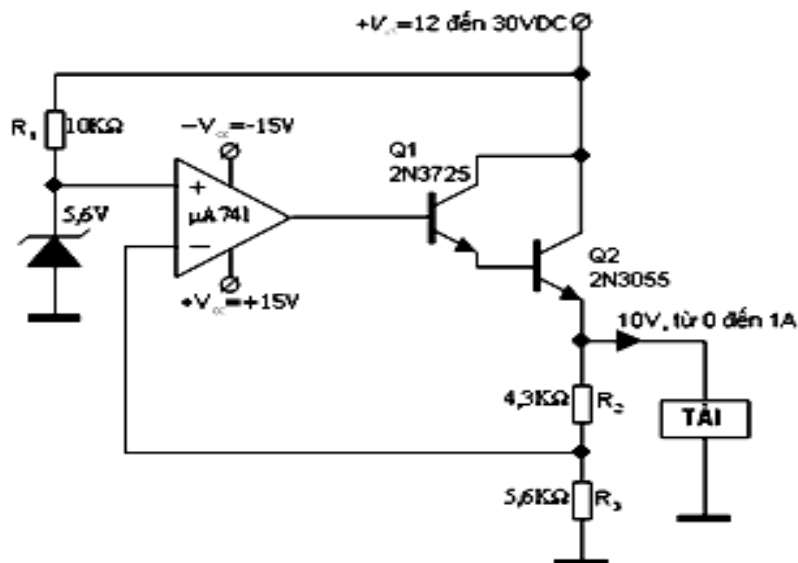 +Vcc=12 đến 30VDC
R1
10KΩ
−Vcc=-15V
Q1
2N3725
5,6V
+
μA741
−
Q2
2N3055
+Vcc=+15V
10V, từ 0 đến 1A
4,3KΩ
R2
TẢI
5,6KΩ
R3